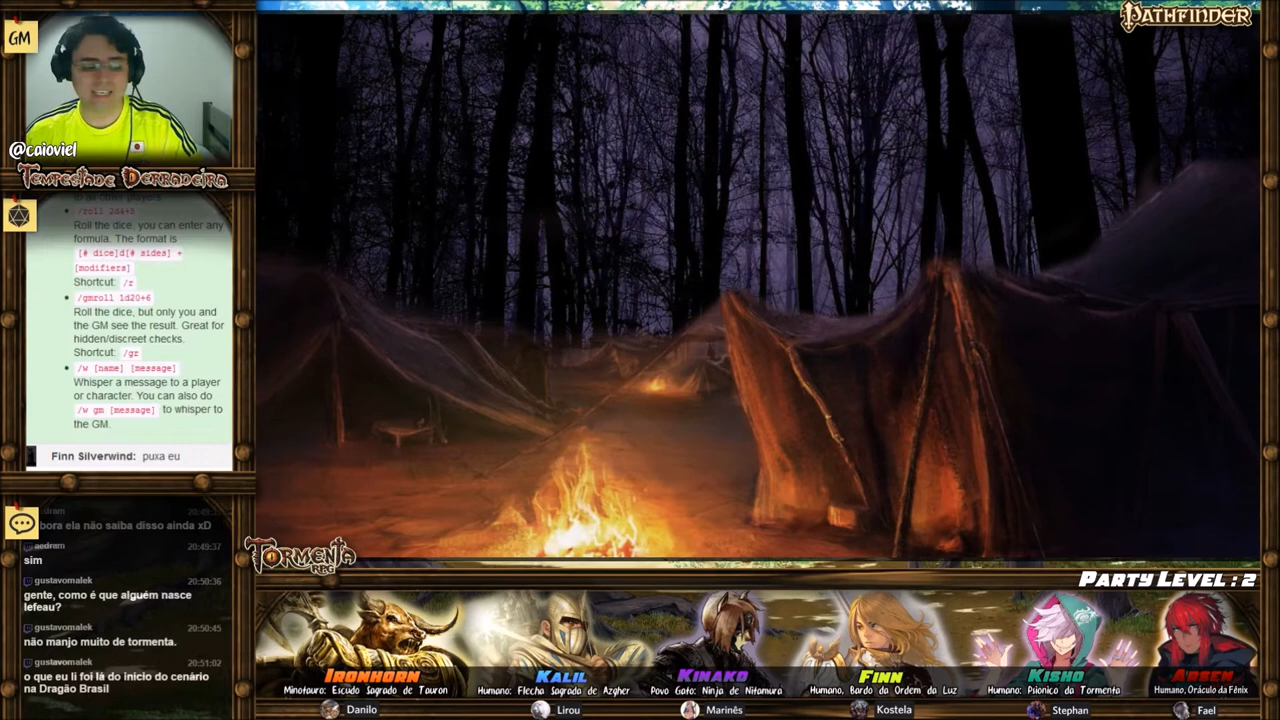 GM
@caioviel
Tempestade Derradeira
/roll 2d4+5
Roll the dice, you can enter any
formula. The format is
[# dice]d[# sides] +
[modifiers]
Shortcut: /r
/gmroll 1d20+6
Roll the dice, but only you and
the GM see the result. Great for
hidden/discreet checks.
Shortcut: /gr
/w [name] [message]
Whisper a message to a player
or character. You can also do
/w gm [message] to whisper to
the GM.
Finn Silverwind: puxa eu
bora ela não saiba disso ainda xD
aedram 20:49:37
sim
gustavomalek 20:50:36
gente, como é que alguém nasce
lefeau?
gustavomalek 20:50:45
não manjo muito de tormenta.
gustavomalek 20:51:02
o que eu li foi lá do inicio do cenário
na Dragão Brasil
Pathfinder
Tormenta
RPG
Party Level : 2
Ironhorn
Minotauro: Escudo Sagrado de Tauron
Danilo
Kalil
Humano: Flecha Sagrada de Azgher
Lirou
Kinako
Povo Gato: Ninja de Nitamura
Marinês
Finn
Humano, Bardo da Ordem da Luz
Kostela
Kisho
Humano: Psionico da Tormenta
Stephan
Arsen
Humano, Oráculo da Fênix
Fael